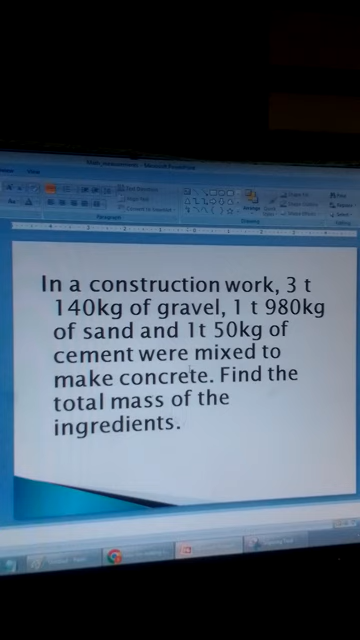 In a construction work, 3 t
140kg of gravel, 1 t 980kg
of sand and 1t 50kg of
cement were mixed to
make concrete. Find the
total mass of the
ingredients.